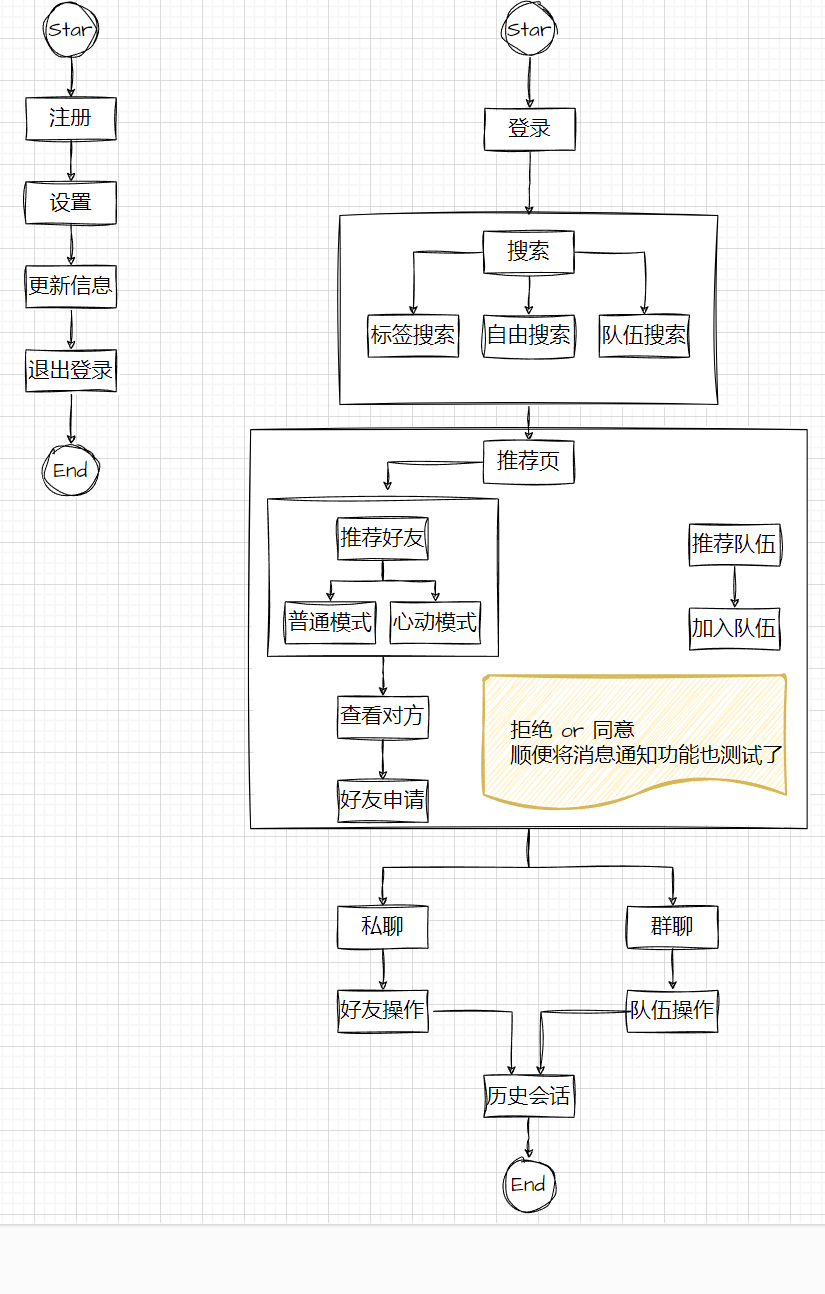 Star
注册
设置
更新信息
退出登录
End
Star
登录
搜索
标签搜索
自由搜索
队伍搜索
推荐页
推荐好友
普通模式
心动模式
查看对方
好友申请
推荐队伍
加入队伍
拒绝 or 同意
顺便将消息通知功能也测试了
私聊
群聊
好友操作
队伍操作
历史会话
End